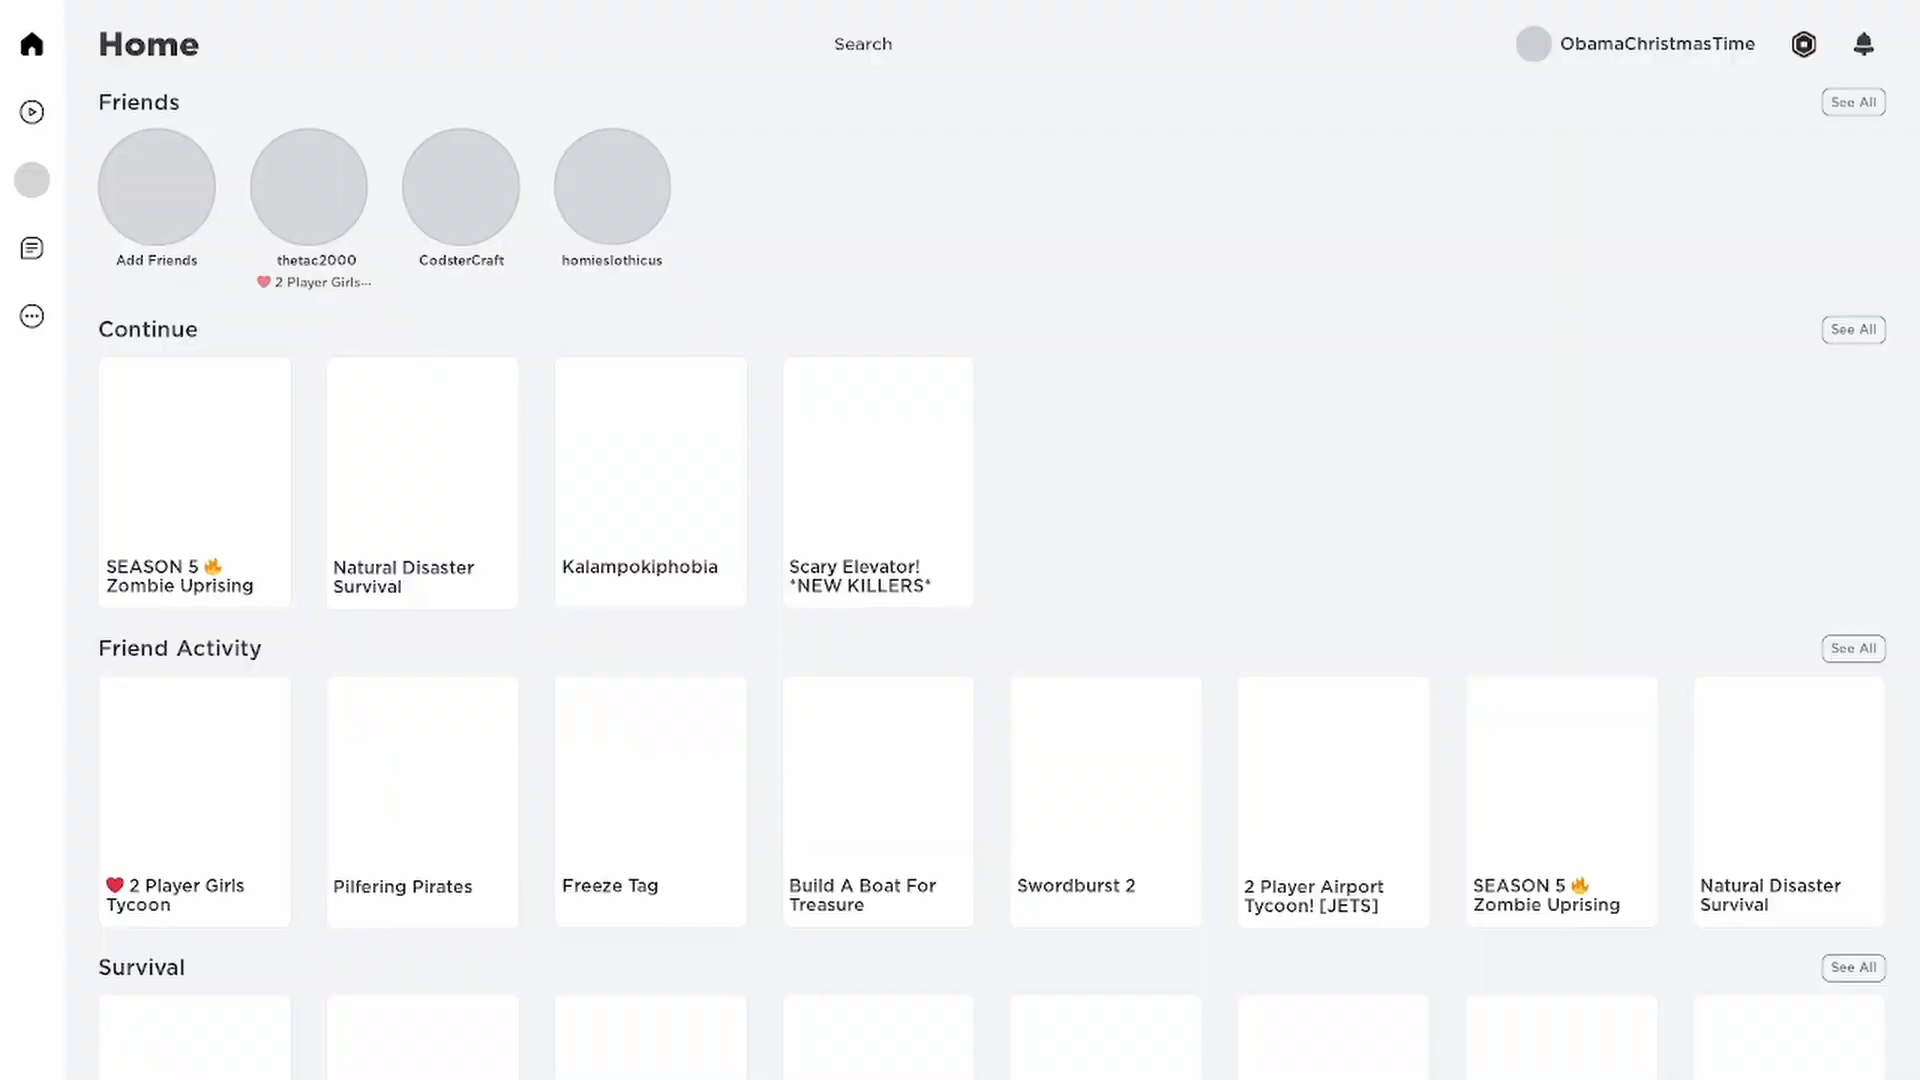 Home
Search
ObamaChristmasTime
Friends
See All
Add Friends
thetac2000
❤️ 2 Player Girls...
CodsterCraft
homieslothicus
Continue
See All
SEASON 5 🔥
Zombie Uprising
Natural Disaster
Survival
Kalampokiphobia
Scary Elevator!
*NEW KILLERS*
Friend Activity
See All
❤️ 2 Player Girls
Tycoon
Pilfering Pirates
Freeze Tag
Build A Boat For
Treasure
Swordburst 2
2 Player Airport
Tycoon! [JETS]
SEASON 5 🔥
Zombie Uprising
Natural Disaster
Survival
Survival
See All